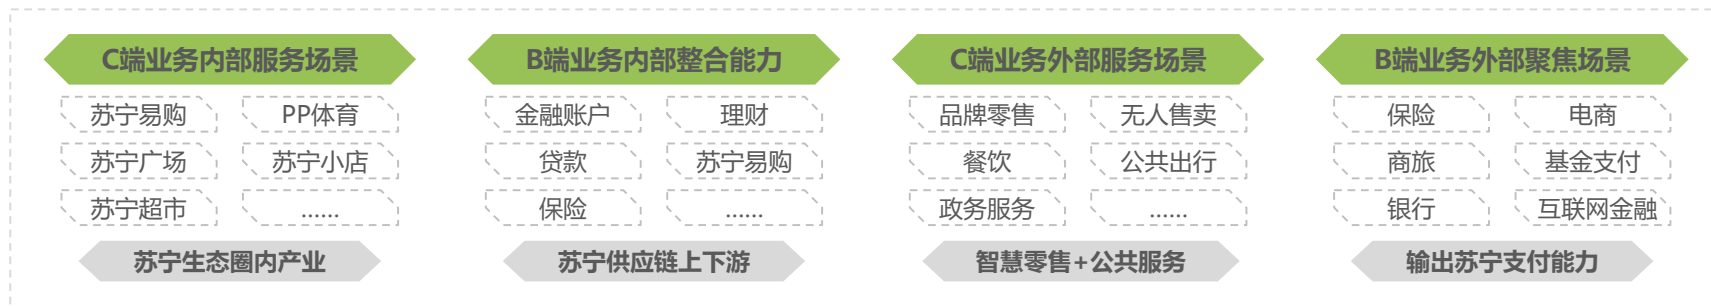 C端业务内部服务场景
苏宁易购
PP体育
苏宁广场
苏宁小店
苏宁超市
......
苏宁生态圈内产业
B端业务内部整合能力
金融账户
理财
贷款
苏宁易购
保险
......
苏宁供应链上下游
C端业务外部服务场景
品牌零售
无人售卖
餐饮
公共出行
政务服务
......
智慧零售+公共服务
B端业务外部聚焦场景
保险
电商
商旅
基金支付
银行
互联网金融
输出苏宁支付能力